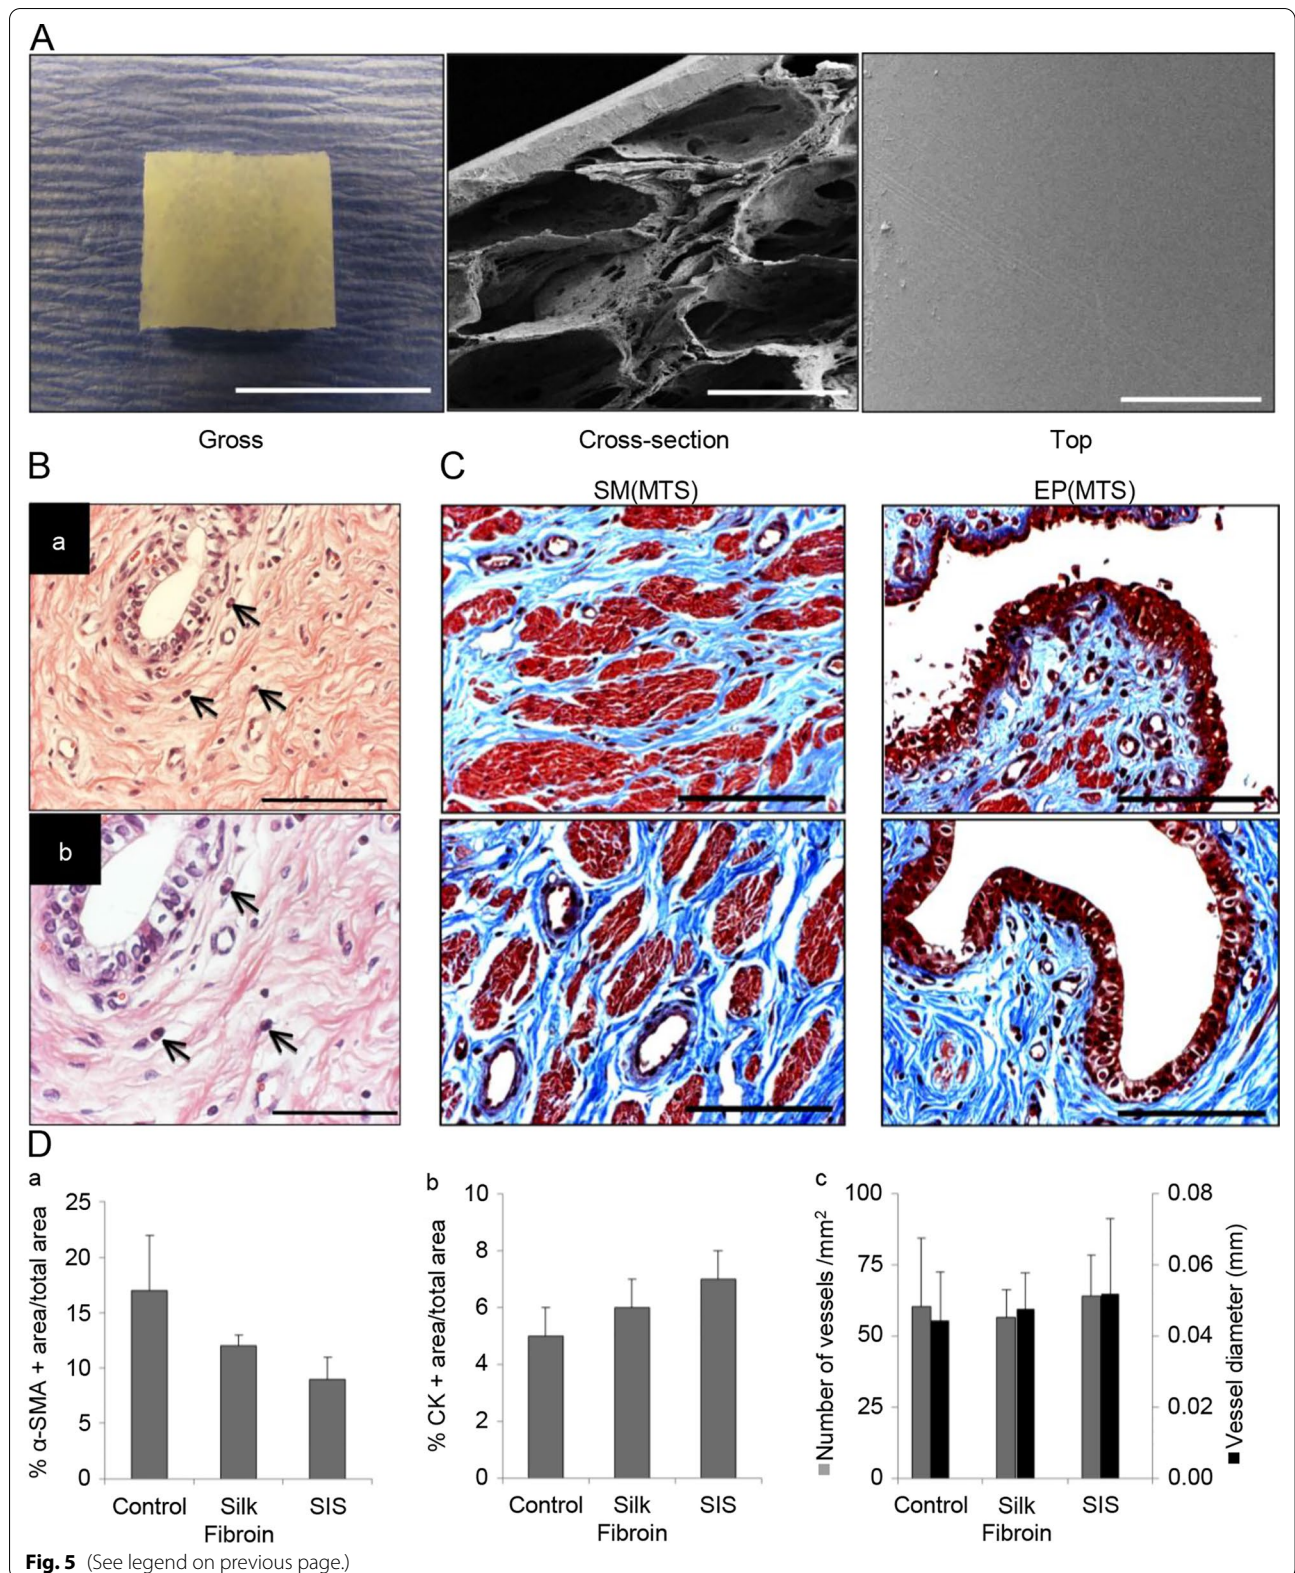 A
Gross
Cross-section
Top
B
C
SM(MTS)
EP(MTS)
a
b
D
a
% α-SMA + area/total area
25
20
15
10
5
0
Control
Silk
Fibroin
SIS
b
% CK + area/total area
10
8
6
4
2
0
Control
Silk
Fibroin
SIS
c
Number of vessels /mm²
100
75
50
25
0
Control
Silk
Fibroin
SIS
0.08
0.06
0.04
0.02
0.00
Vessel diameter (mm)
Fig. 5 (See legend on previous page.)